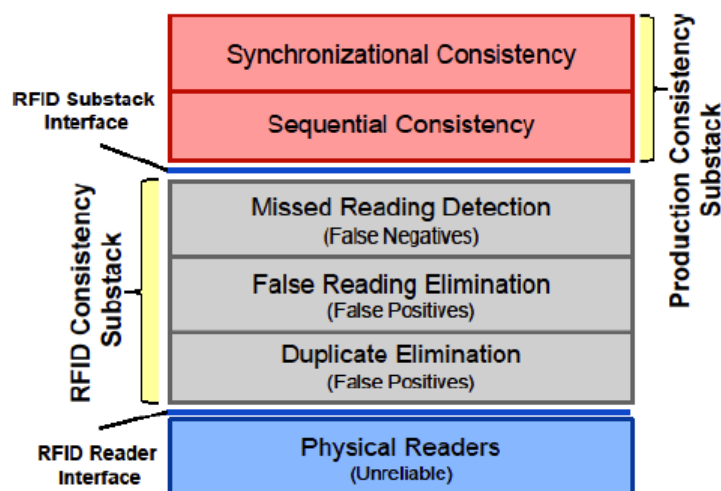 Synchronizational Consistency
RFID Substack
Interface
Sequential Consistency
Production Consistency
Substack
Missed Reading Detection
(False Negatives)
RFID Consistency
Substack
False Reading Elimination
(False Positives)
Duplicate Elimination
(False Positives)
RFID Reader
Interface
Physical Readers
(Unreliable)